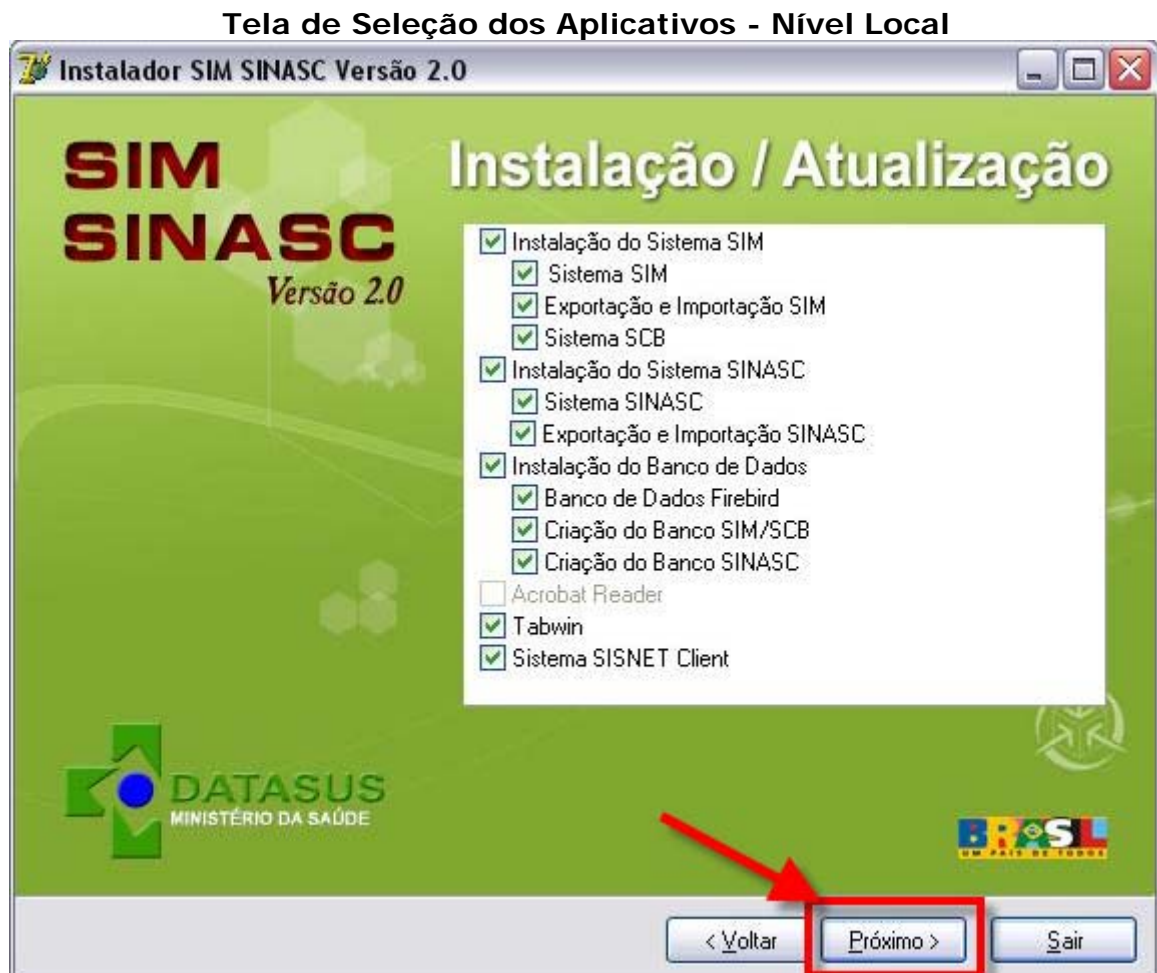 Tela de Seleção dos Aplicativos - Nível Local
Instalador SIM SINASC Versão 2.0
SIM
SINASC
Versão 2.0
Instalação / Atualização
Instalação do Sistema SIM
Sistema SIM
Exportação e Importação SIM
Sistema SCB
Instalação do Sistema SINASC
Sistema SINASC
Exportação e Importação SINASC
Instalação do Banco de Dados
Banco de Dados Firebird
Criação do Banco SIM/SCB
Criação do Banco SINASC
Acrobat Reader
Tabwin
Sistema SISNET Client
DATASUS
MINISTÉRIO DA SAÚDE
BRASIL
UM PAÍS DE TODOS
< Voltar
Próximo >
Sair